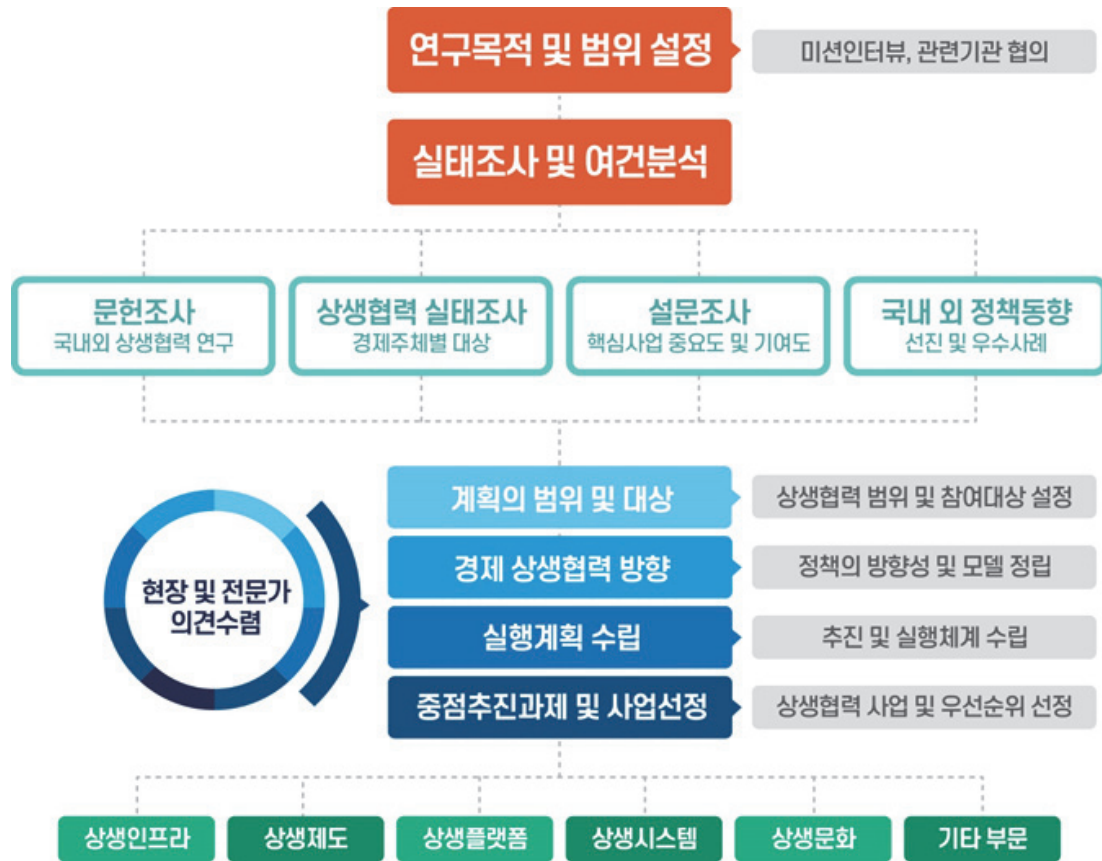 연구목적 및 범위 설정
미션인터뷰, 관련기관 협의
실태조사 및 여건분석
문헌조사
국내외 상생협력 연구
상생협력 실태조사
경제주체별 대상
설문조사
핵심사업 중요도 및 기여도
국내 외 정책동향
선진 및 우수사례
현장 및 전문가
의견수렴
계획의 범위 및 대상
상생협력 범위 및 참여대상 설정
경제 상생협력 방향
정책의 방향성 및 모델 정립
실행계획 수립
추진 및 실행체계 수립
중점추진과제 및 사업선정
상생협력 사업 및 우선순위 선정
상생인프라
상생제도
상생플랫폼
상생시스템
상생문화
기타 부문